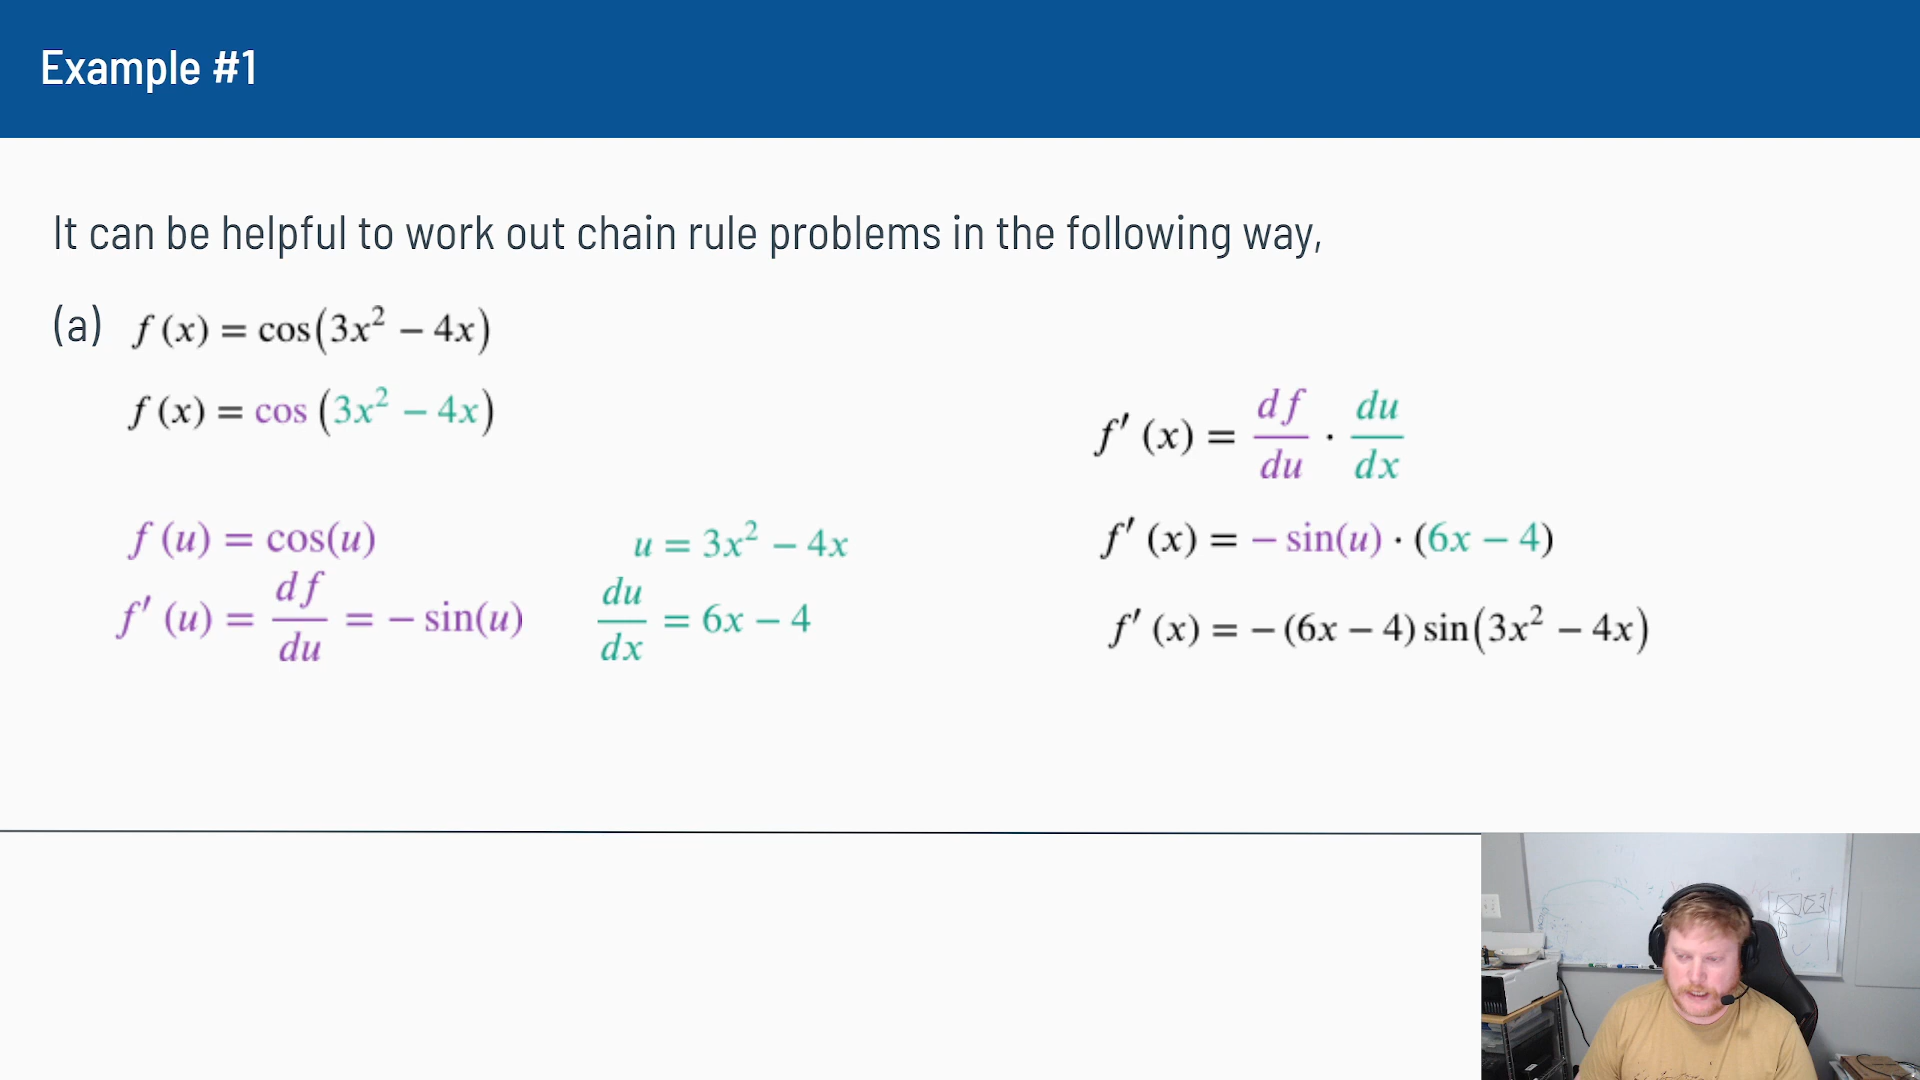 Example #1
It can be helpful to work out chain rule problems in the following way,
(a) f(x) = cos(3x² − 4x)
f(x) = cos (3x² − 4x)
f(u) = cos(u)
f′(u) = df/du = − sin(u)
u = 3x² − 4x
du/dx = 6x − 4
f′(x) = df/du · du/dx
f′(x) = − sin(u) · (6x − 4)
f′(x) = − (6x − 4) sin(3x² − 4x)